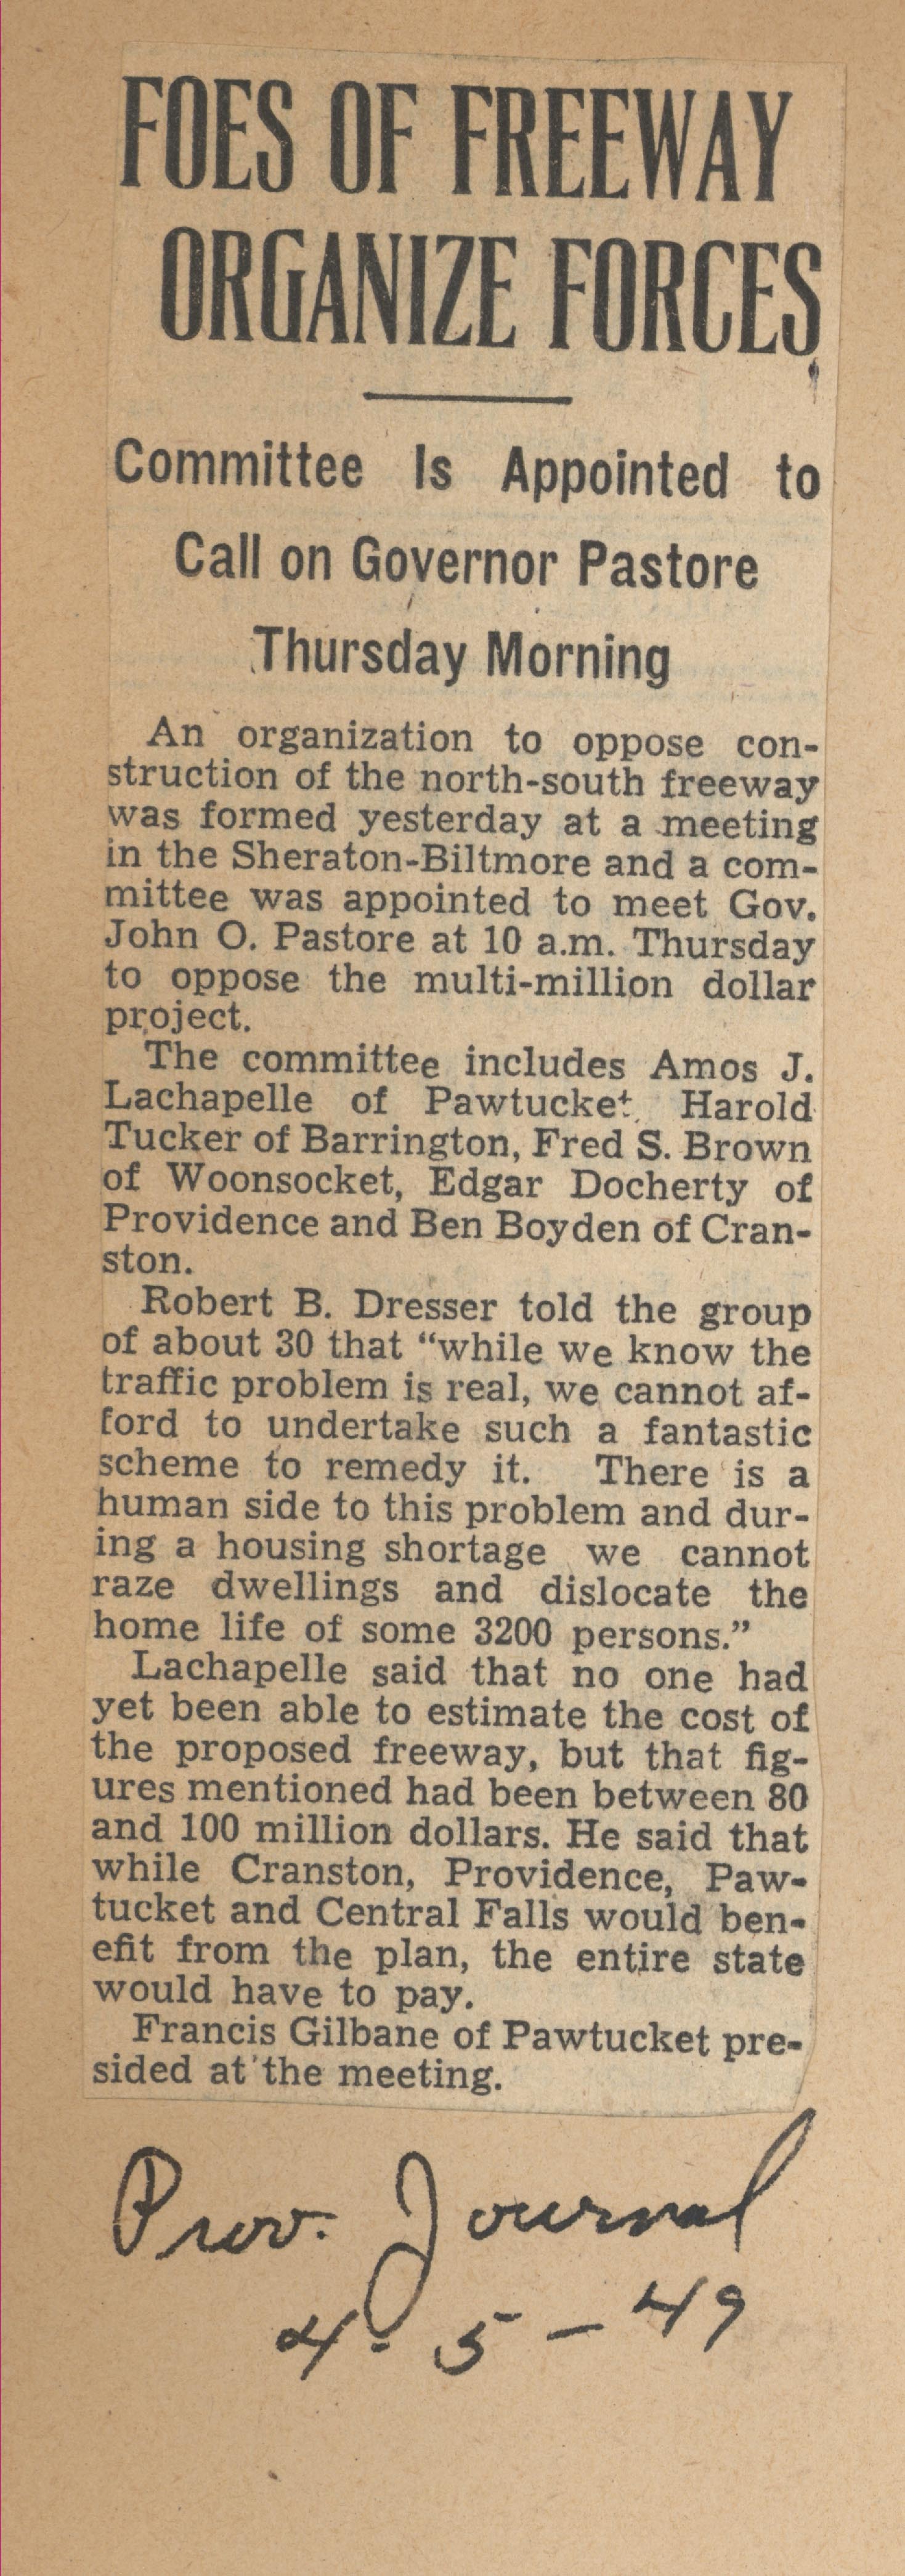 FOES OF FREEWAY
ORGANIZE FORCES
Committee Is Appointed to
Call on Governor Pastore
Thursday Morning
An organization to oppose con-
struction of the north-south freeway
was formed yesterday at a meeting
in the Sheraton-Biltmore and a com-
mittee was appointed to meet Gov.
John O. Pastore at 10 a.m. Thursday
to oppose the multi-million dollar
project.
The committee includes Amos J.
Lachapelle of Pawtucket, Harold
Tucker of Barrington, Fred S. Brown
of Woonsocket, Edgar Docherty of
Providence and Ben Boyden of Cran-
ston.
Robert B. Dresser told the group
of about 30 that “while we know the
traffic problem is real, we cannot af-
ford to undertake such a fantastic
scheme to remedy it. There is a
human side to this problem and dur-
ing a housing shortage we cannot
raze dwellings and dislocate the
home life of some 3200 persons.”
Lachapelle said that no one had
yet been able to estimate the cost of
the proposed freeway, but that fig-
ures mentioned had been between 80
and 100 million dollars. He said that
while Cranston, Providence, Paw-
tucket and Central Falls would ben-
efit from the plan, the entire state
would have to pay.
Francis Gilbane of Pawtucket pre-
sided at the meeting.
Prov. Journal
4-5-49